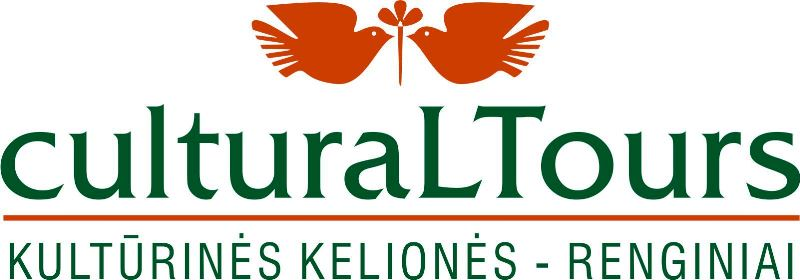 culturaLTours
KULTŪRINĖS KELIONĖS - RENGINIAI